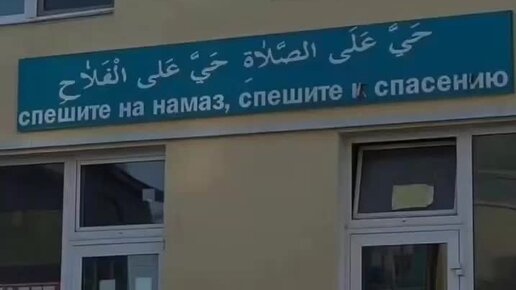 حَيَّ عَلَى الصَّلَاةِ حَيَّ عَلَى الْفَلَاحِ
спешите на намаз, спешите к спасению